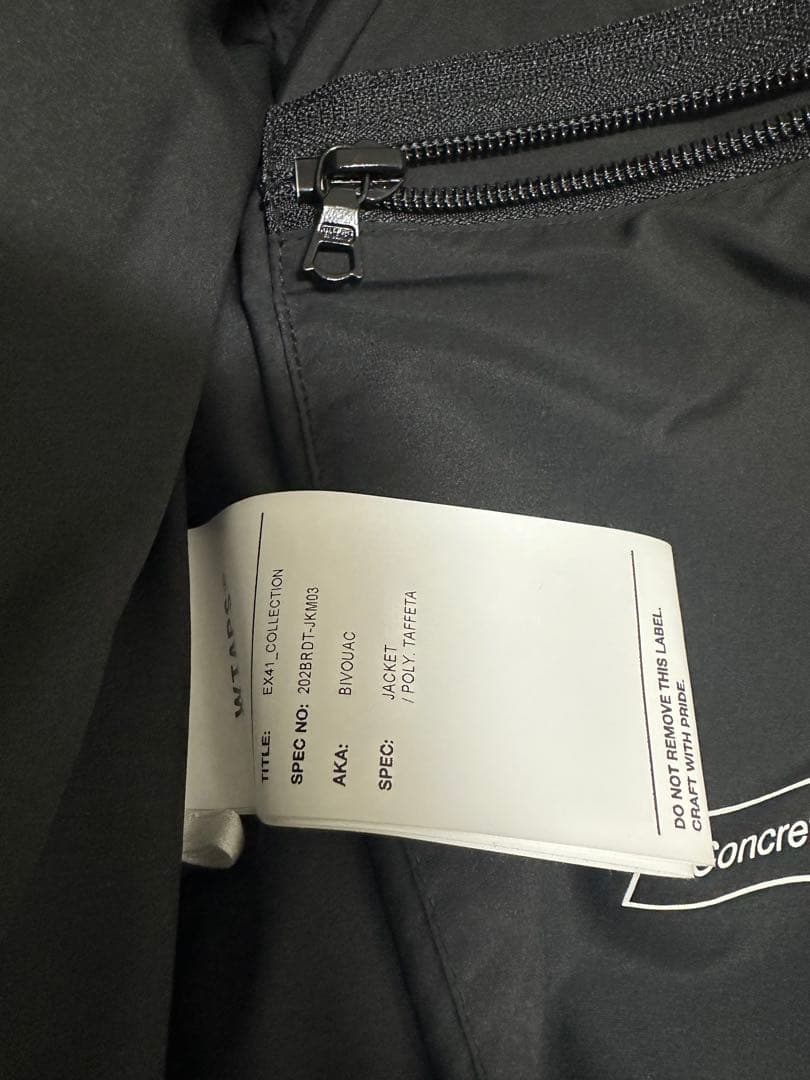 WTAPS
TITLE: EX41_COLLECTION
SPEC NO: 202BRDT-JKM03
AKA: BIVOUAC
SPEC: JACKET
/ POLY. TAFFETA
DO NOT REMOVE THIS LABEL.
CRAFT WITH PRIDE.
Concre